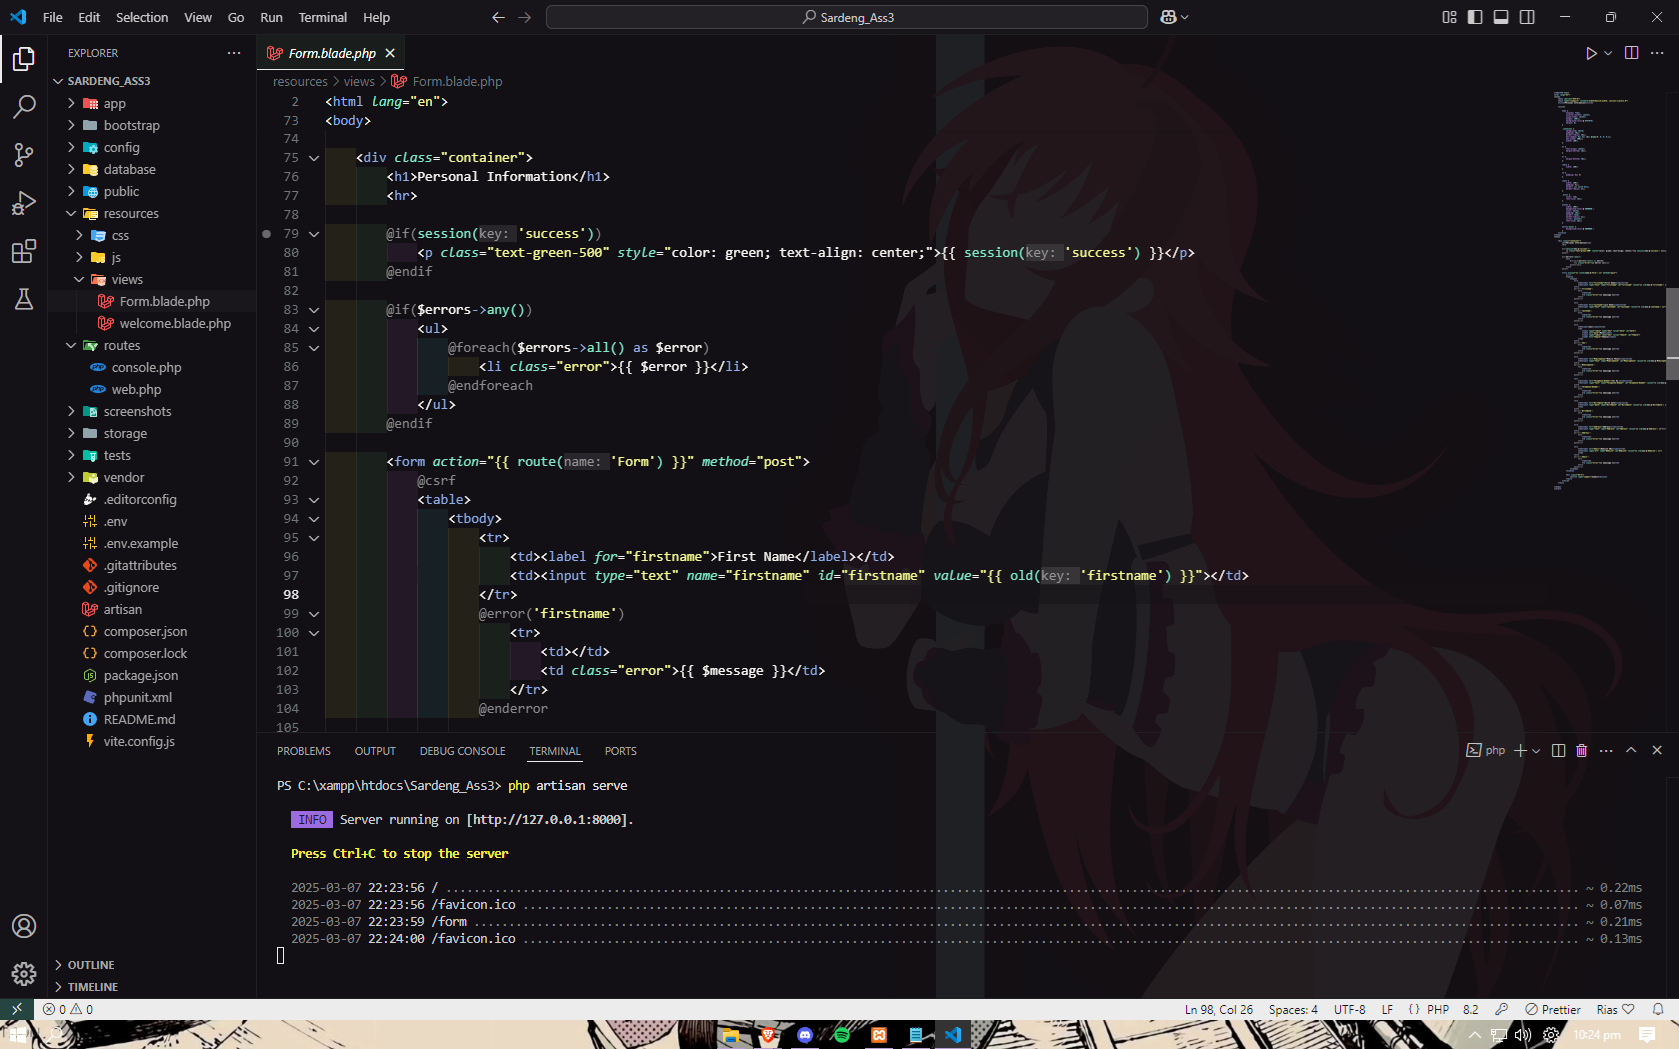 File Edit Selection View Go Run Terminal Help
Sardeng_Ass3
EXPLORER
SARDENG_ASS3
app
bootstrap
config
database
public
resources
css
js
views
Form.blade.php
welcome.blade.php
routes
console.php
web.php
screenshots
storage
tests
vendor
.editorconfig
.env
.env.example
.gitattributes
.gitignore
artisan
composer.json
composer.lock
package.json
phpunit.xml
README.md
vite.config.js
OUTLINE
TIMELINE
Form.blade.php
resources > views > Form.blade.php
2 <html lang="en">
73 <body>
74
75 <div class="container">
76 <h1>Personal Information</h1>
77 <hr>
78
79 @if(session(key: 'success'))
80 <p class="text-green-500" style="color: green; text-align: center;">{{ session(key: 'success') }}</p>
81 @endif
82
83 @if($errors->any())
84 <ul>
85 @foreach($errors->all() as $error)
86 <li class="error">{{ $error }}</li>
87 @endforeach
88 </ul>
89 @endif
90
91 <form action="{{ route(name: 'Form') }}" method="post">
92 @csrf
93 <table>
94 <tbody>
95 <tr>
96 <td><label for="firstname">First Name</label></td>
97 <td><input type="text" name="firstname" id="firstname" value="{{ old(key: 'firstname') }}"></td>
98 </tr>
99 @error('firstname')
100 <tr>
101 <td></td>
102 <td class="error">{{ $message }}</td>
103 </tr>
104 @enderror
105
PROBLEMS OUTPUT DEBUG CONSOLE TERMINAL PORTS
php
PS C:\xampp\htdocs\Sardeng_Ass3> php artisan serve
INFO Server running on [http://127.0.0.1:8000].
Press Ctrl+C to stop the server
2025-03-07 22:23:56 / ~ 0.22ms
2025-03-07 22:23:56 /favicon.ico ~ 0.07ms
2025-03-07 22:23:59 /form ~ 0.21ms
2025-03-07 22:24:00 /favicon.ico ~ 0.13ms
0 0
Ln 98, Col 26 Spaces: 4 UTF-8 LF {} PHP 8.2 Prettier Rias
10:24 pm